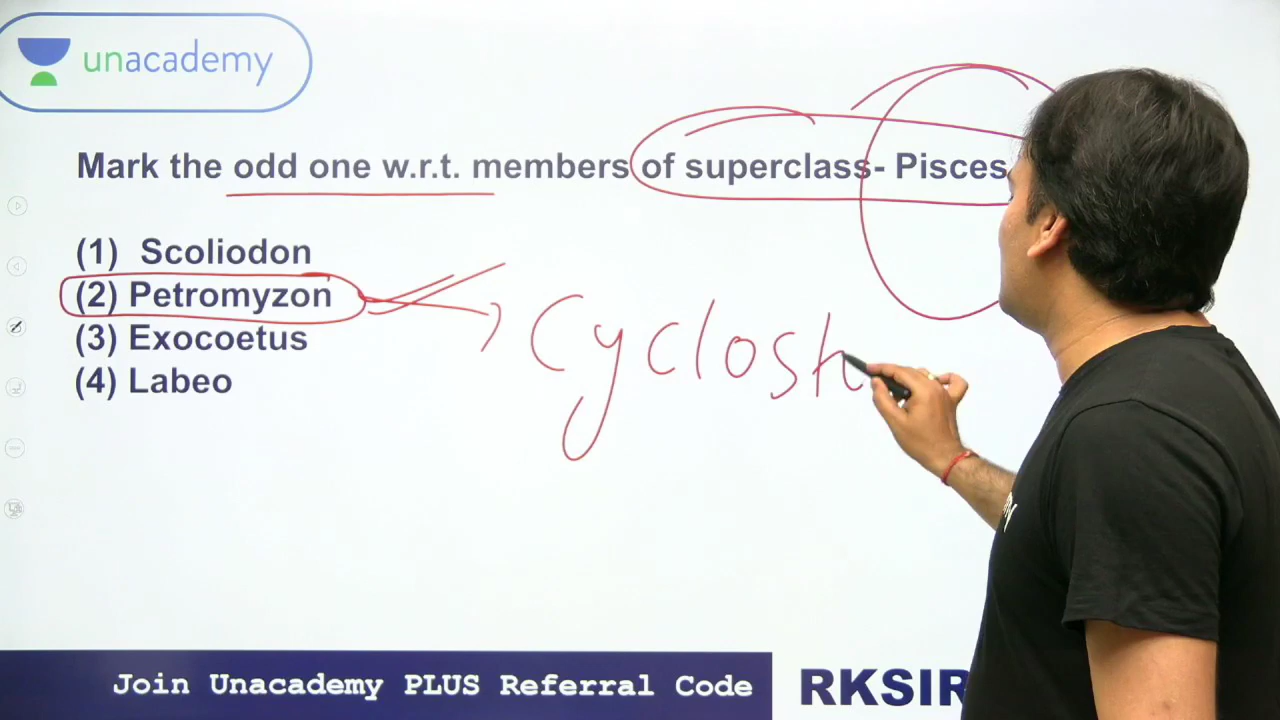 unacademy
Mark the odd one w.r.t. members of superclass- Pisces
(1) Scoliodon
(2) Petromyzon
(3) Exocoetus
(4) Labeo
Join Unacademy PLUS Referral Code
RKSIR